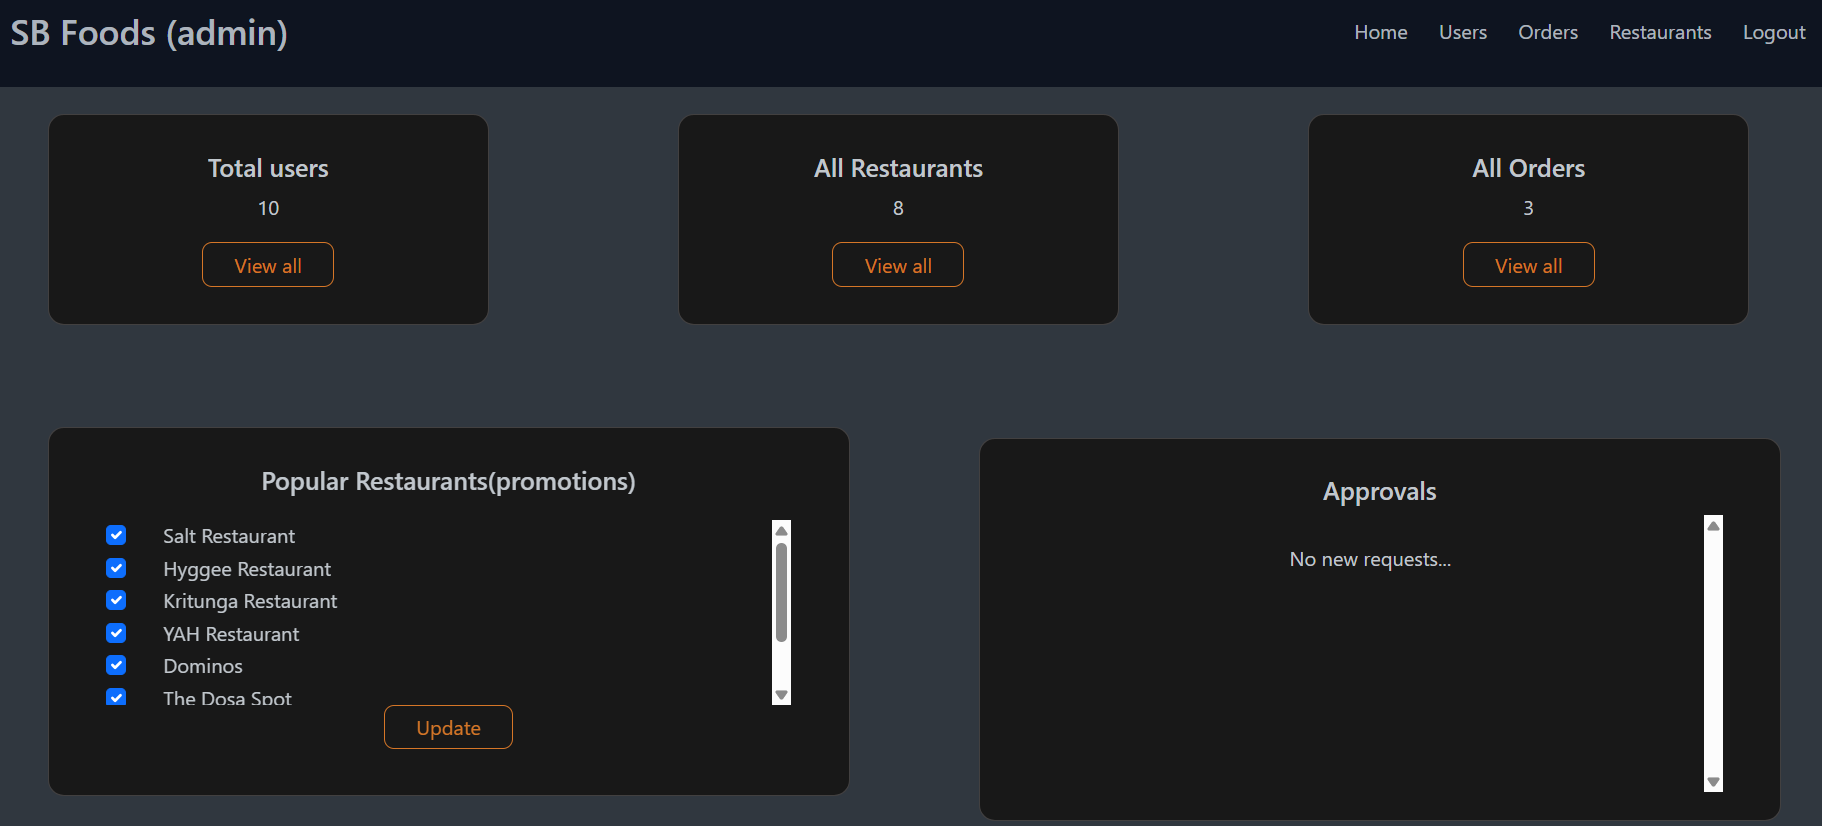 SB Foods (admin)
Home Users Orders Restaurants Logout
Total users
10
View all
All Restaurants
8
View all
All Orders
3
View all
Popular Restaurants(promotions)
Salt Restaurant
Hyggee Restaurant
Kritunga Restaurant
YAH Restaurant
Dominos
The Dosa Spot
Update
Approvals
No new requests...